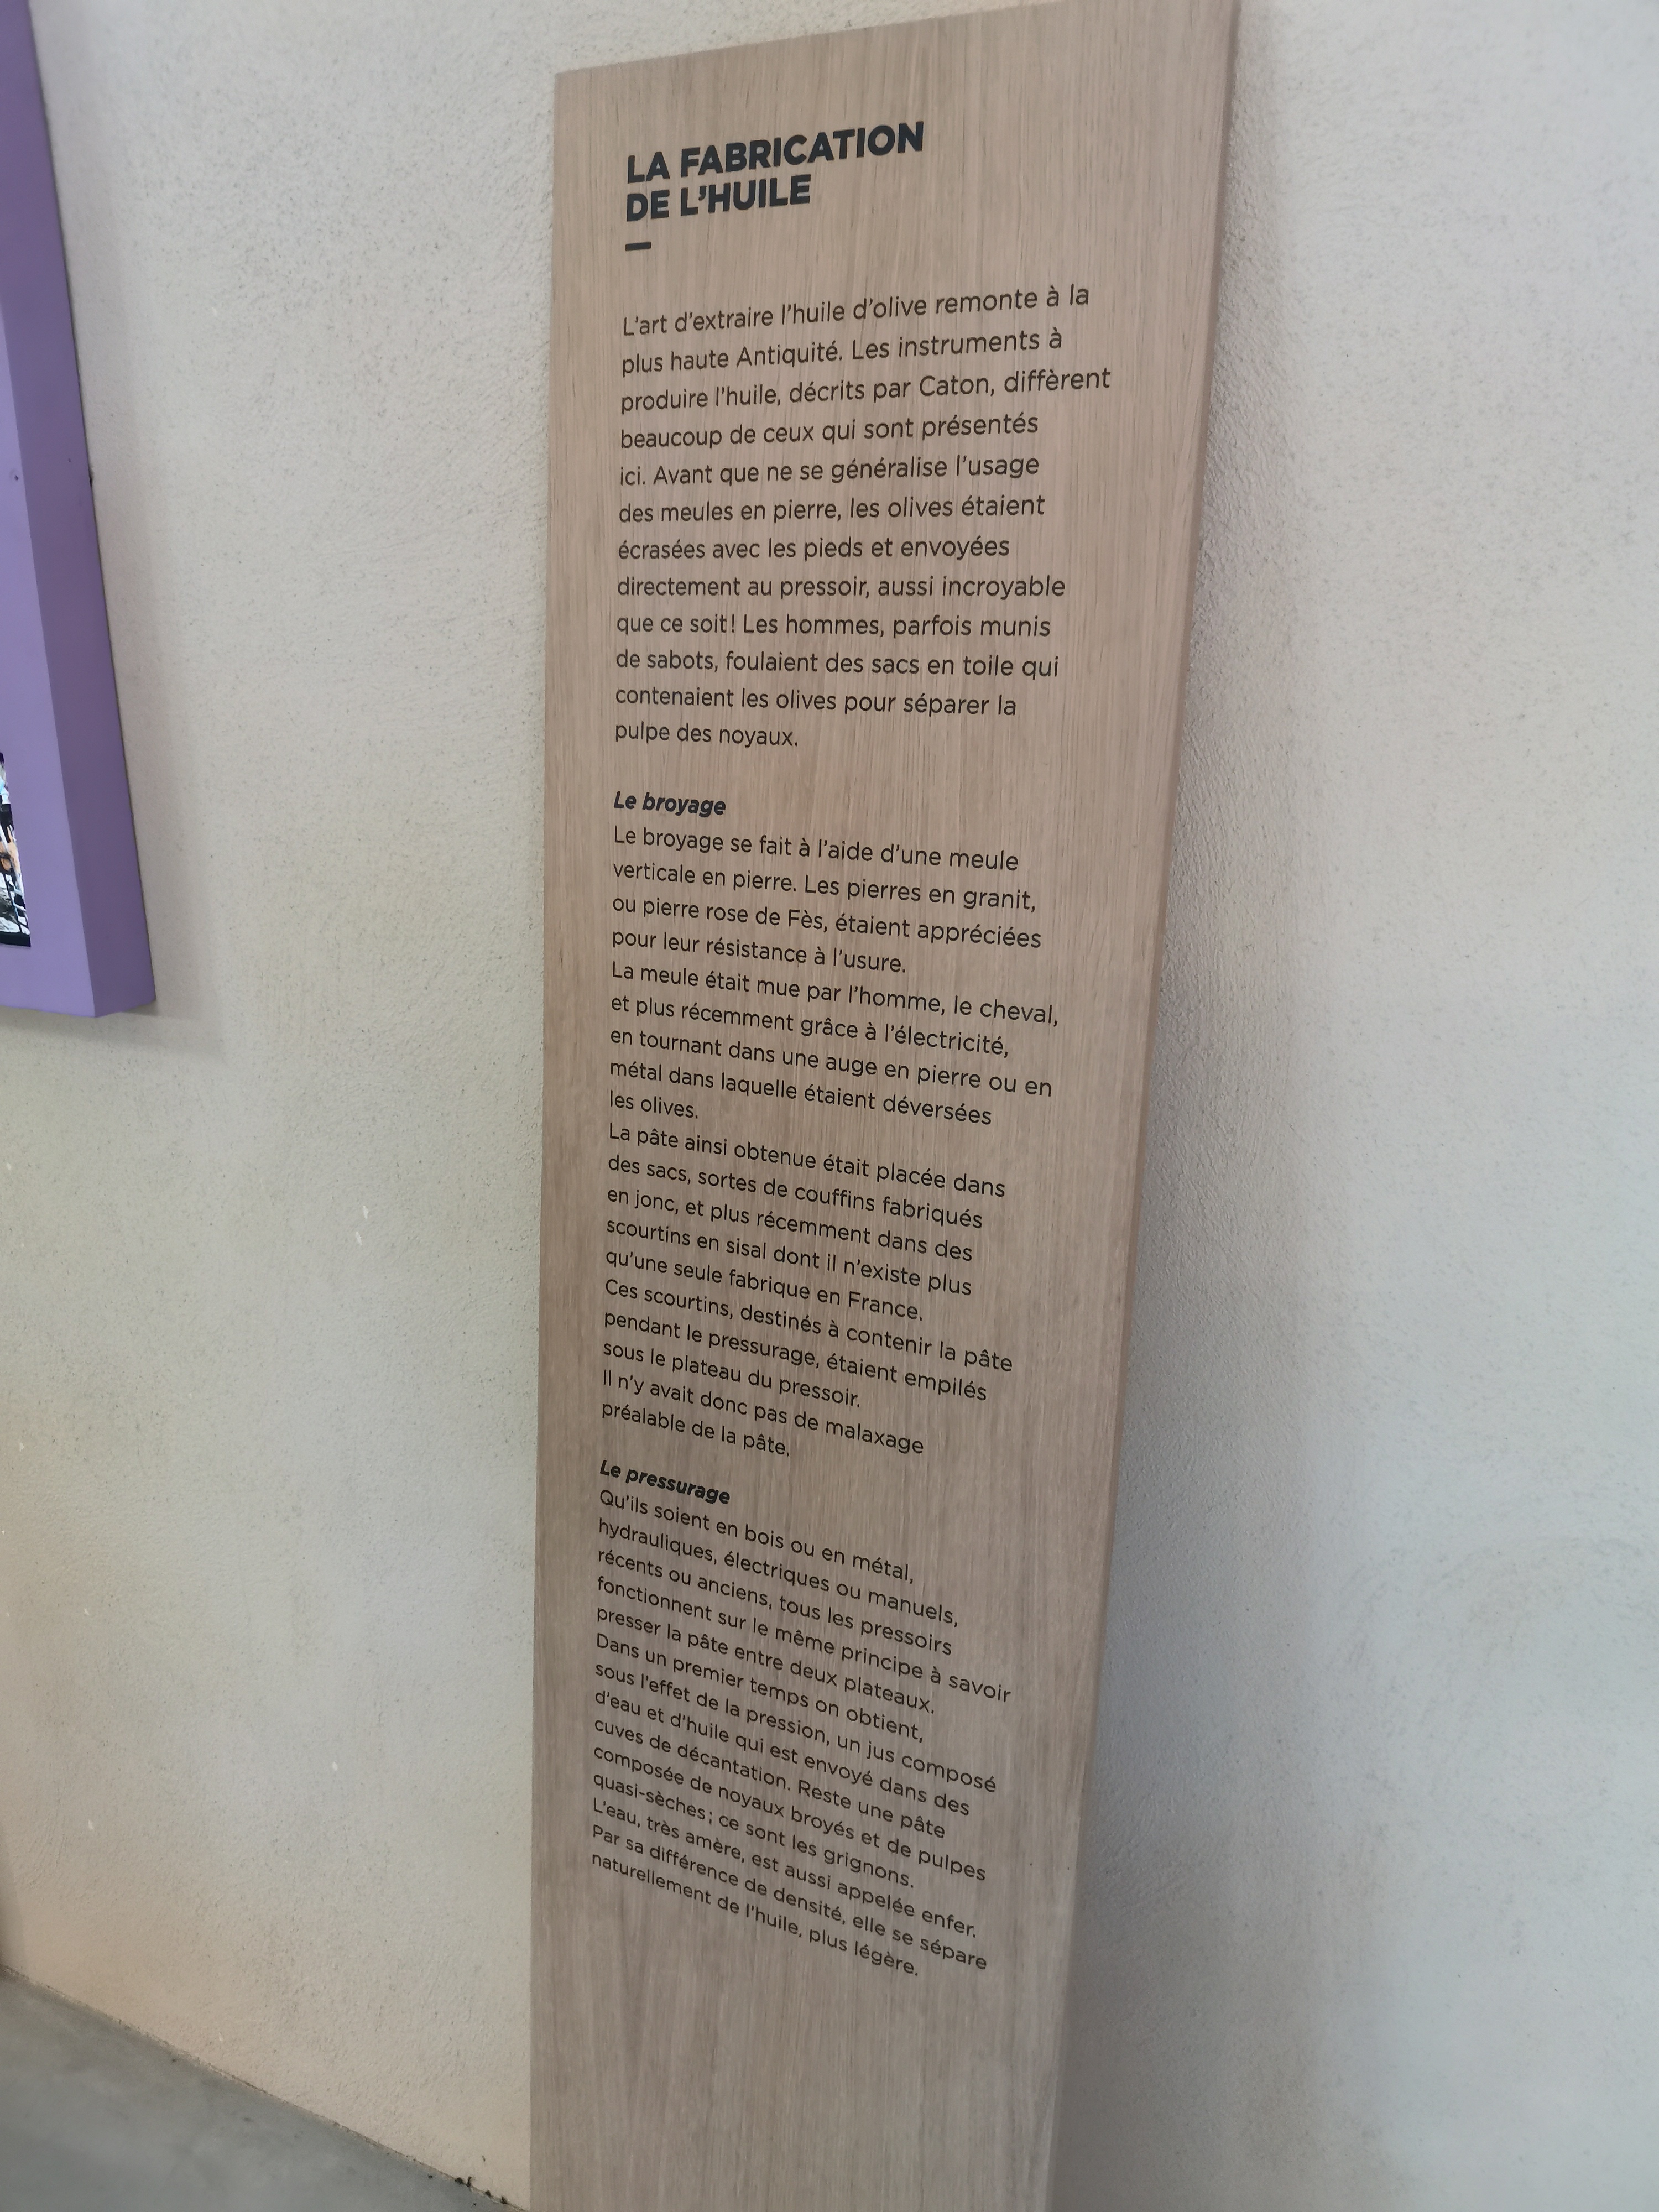 LA FABRICATION
DE L'HUILE
—
L'art d'extraire l'huile d'olive remonte à la
plus haute Antiquité. Les instruments à
produire l'huile, décrits par Caton, diffèrent
beaucoup de ceux qui sont présentés
ici. Avant que ne se généralise l'usage
des meules en pierre, les olives étaient
écrasées avec les pieds et envoyées
directement au pressoir, aussi incroyable
que ce soit! Les hommes, parfois munis
de sabots, foulaient des sacs en toile qui
contenaient les olives pour séparer la
pulpe des noyaux.
Le broyage
Le broyage se fait à l'aide d'une meule
verticale en pierre. Les pierres en granit,
ou pierre rose de Fès, étaient appréciées
pour leur résistance à l'usure.
La meule était mue par l'homme, le cheval,
et plus récemment grâce à l'électricité,
en tournant dans une auge en pierre ou en
métal dans laquelle étaient déversées
les olives.
La pâte ainsi obtenue était placée dans
des sacs, sortes de couffins fabriqués
en jonc, et plus récemment dans des
scourtins en sisal dont il n'existe plus
qu'une seule fabrique en France.
Ces scourtins, destinés à contenir la pâte
pendant le pressurage, étaient empilés
sous le plateau du pressoir.
Il n'y avait donc pas de malaxage
préalable de la pâte.
Le pressurage
Qu'ils soient en bois ou en métal,
hydrauliques, électriques ou manuels,
récents ou anciens, tous les pressoirs
fonctionnent sur le même principe à savoir
presser la pâte entre deux plateaux.
Dans un premier temps on obtient,
sous l'effet de la pression, un jus composé
d'eau et d'huile qui est envoyé dans des
cuves de décantation. Reste une pâte
composée de noyaux broyés et de pulpes
quasi-sèches; ce sont les grignons.
L'eau, très amère, est aussi appelée enfer.
Par sa différence de densité, elle se sépare
naturellement de l'huile, plus légère.